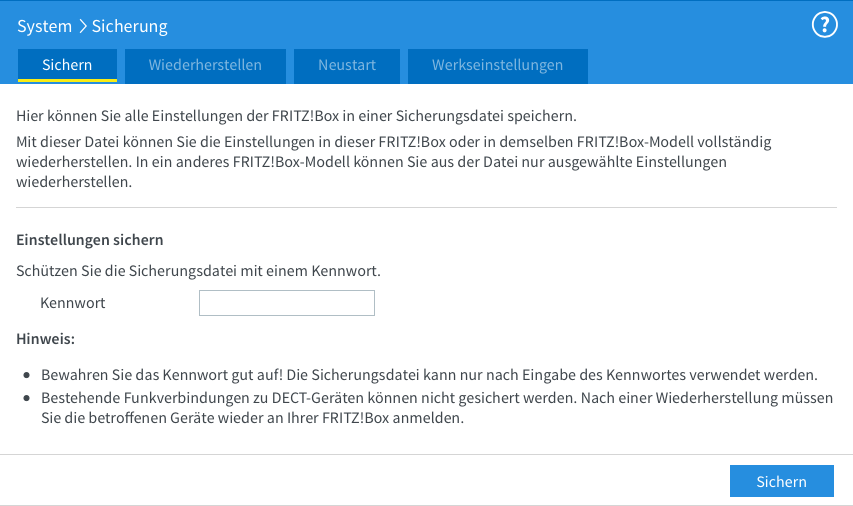 System > Sicherung
?
Sichern
Wiederherstellen
Neustart
Werkseinstellungen
Hier können Sie alle Einstellungen der FRITZ!Box in einer Sicherungsdatei speichern.
Mit dieser Datei können Sie die Einstellungen in dieser FRITZ!Box oder in demselben FRITZ!Box-Modell vollständig
wiederherstellen. In ein anderes FRITZ!Box-Modell können Sie aus der Datei nur ausgewählte Einstellungen
wiederherstellen.
Einstellungen sichern
Schützen Sie die Sicherungsdatei mit einem Kennwort.
Kennwort
Hinweis:
• Bewahren Sie das Kennwort gut auf! Die Sicherungsdatei kann nur nach Eingabe des Kennwortes verwendet werden.
• Bestehende Funkverbindungen zu DECT-Geräten können nicht gesichert werden. Nach einer Wiederherstellung müssen
Sie die betroffenen Geräte wieder an Ihrer FRITZ!Box anmelden.
Sichern